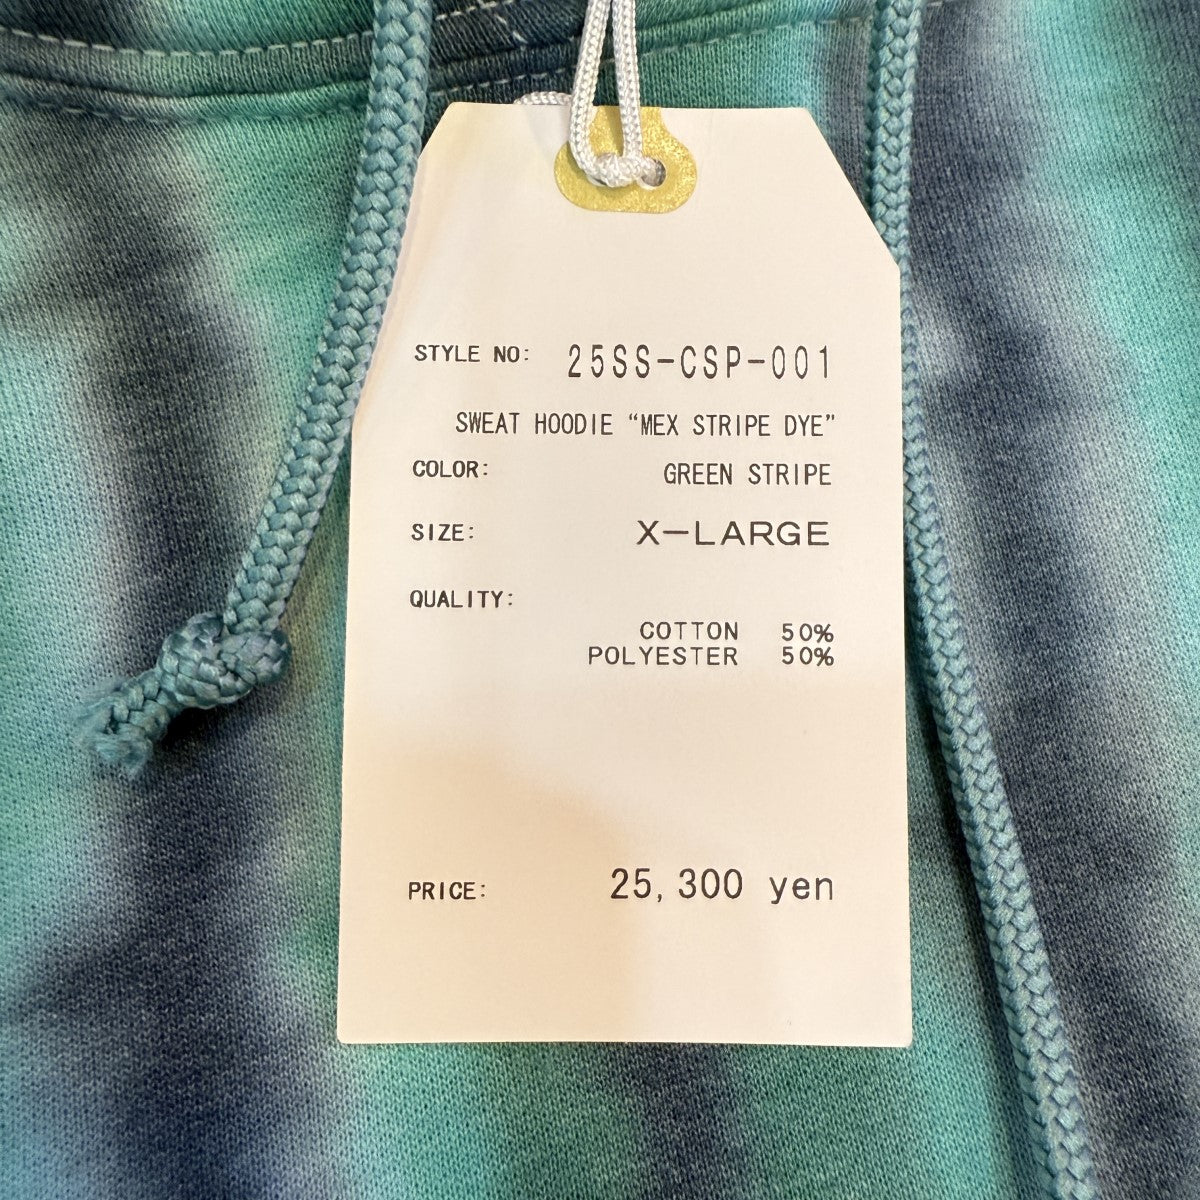 STYLE NO: 25SS-CSP-001
SWEAT HOODIE “MEX STRIPE DYE”
COLOR: GREEN STRIPE
SIZE: X-LARGE
QUALITY:
COTTON 50%
POLYESTER 50%
PRICE: 25,300 yen